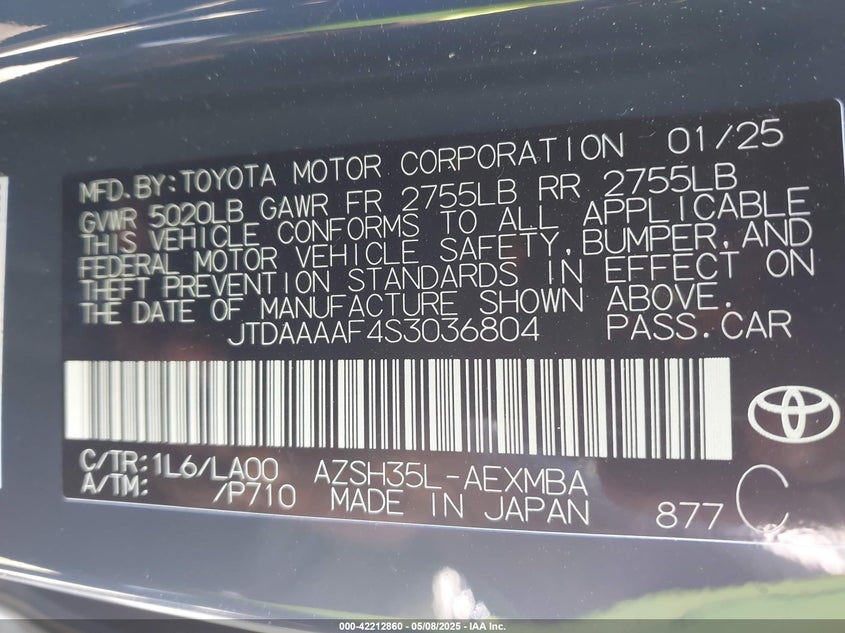 MFD.BY:TOYOTA MOTOR CORPORATION 01/25
GVWR 5020LB GAWR FR 2755LB RR 2755LB
THIS VEHICLE CONFORMS TO ALL APPLICABLE
FEDERAL MOTOR VEHICLE SAFETY,BUMPER,AND
THEFT PREVENTION STANDARDS IN EFFECT ON
THE DATE OF MANUFACTURE SHOWN ABOVE.
JTDAAAAF4S3036804 PASS.CAR
C/TR:1L6/LA00 AZSH35L-AEXMBA
A/TM: /P710 MADE IN JAPAN 877 C
000-42212860 - 05/08/2025 - IAA Inc.